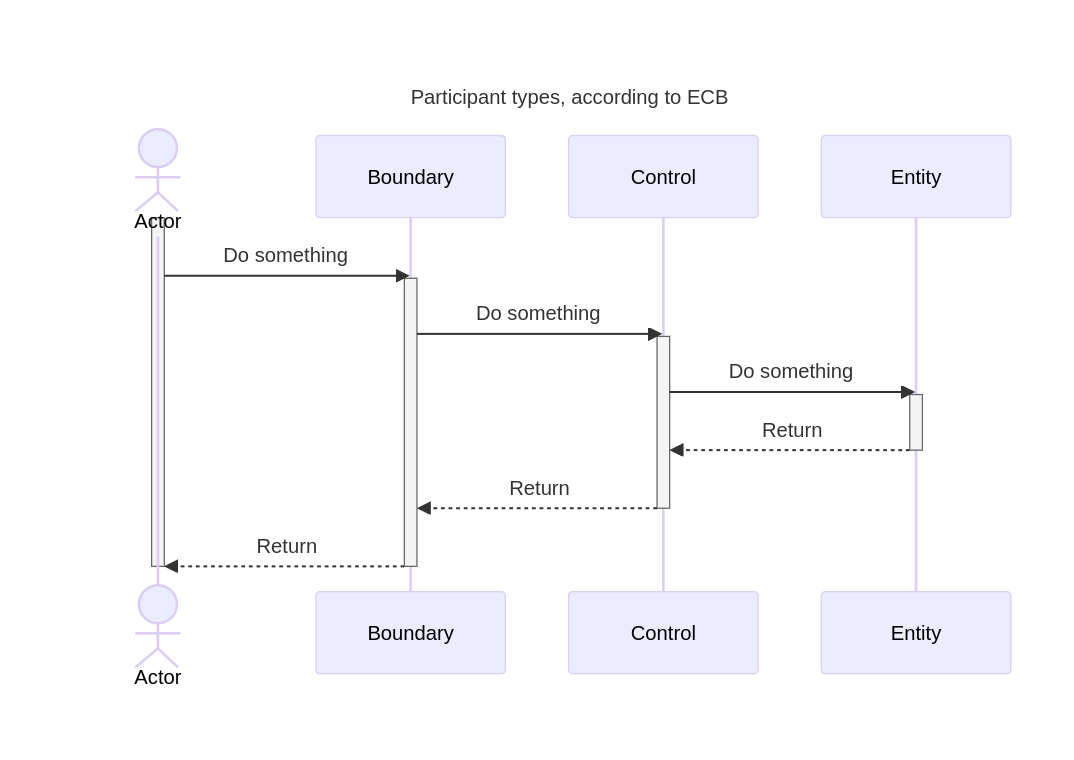 Participant types, according to ECB
Actor
Boundary
Control
Entity
Do something
Do something
Do something
Return
Return
Return
Actor
Boundary
Control
Entity